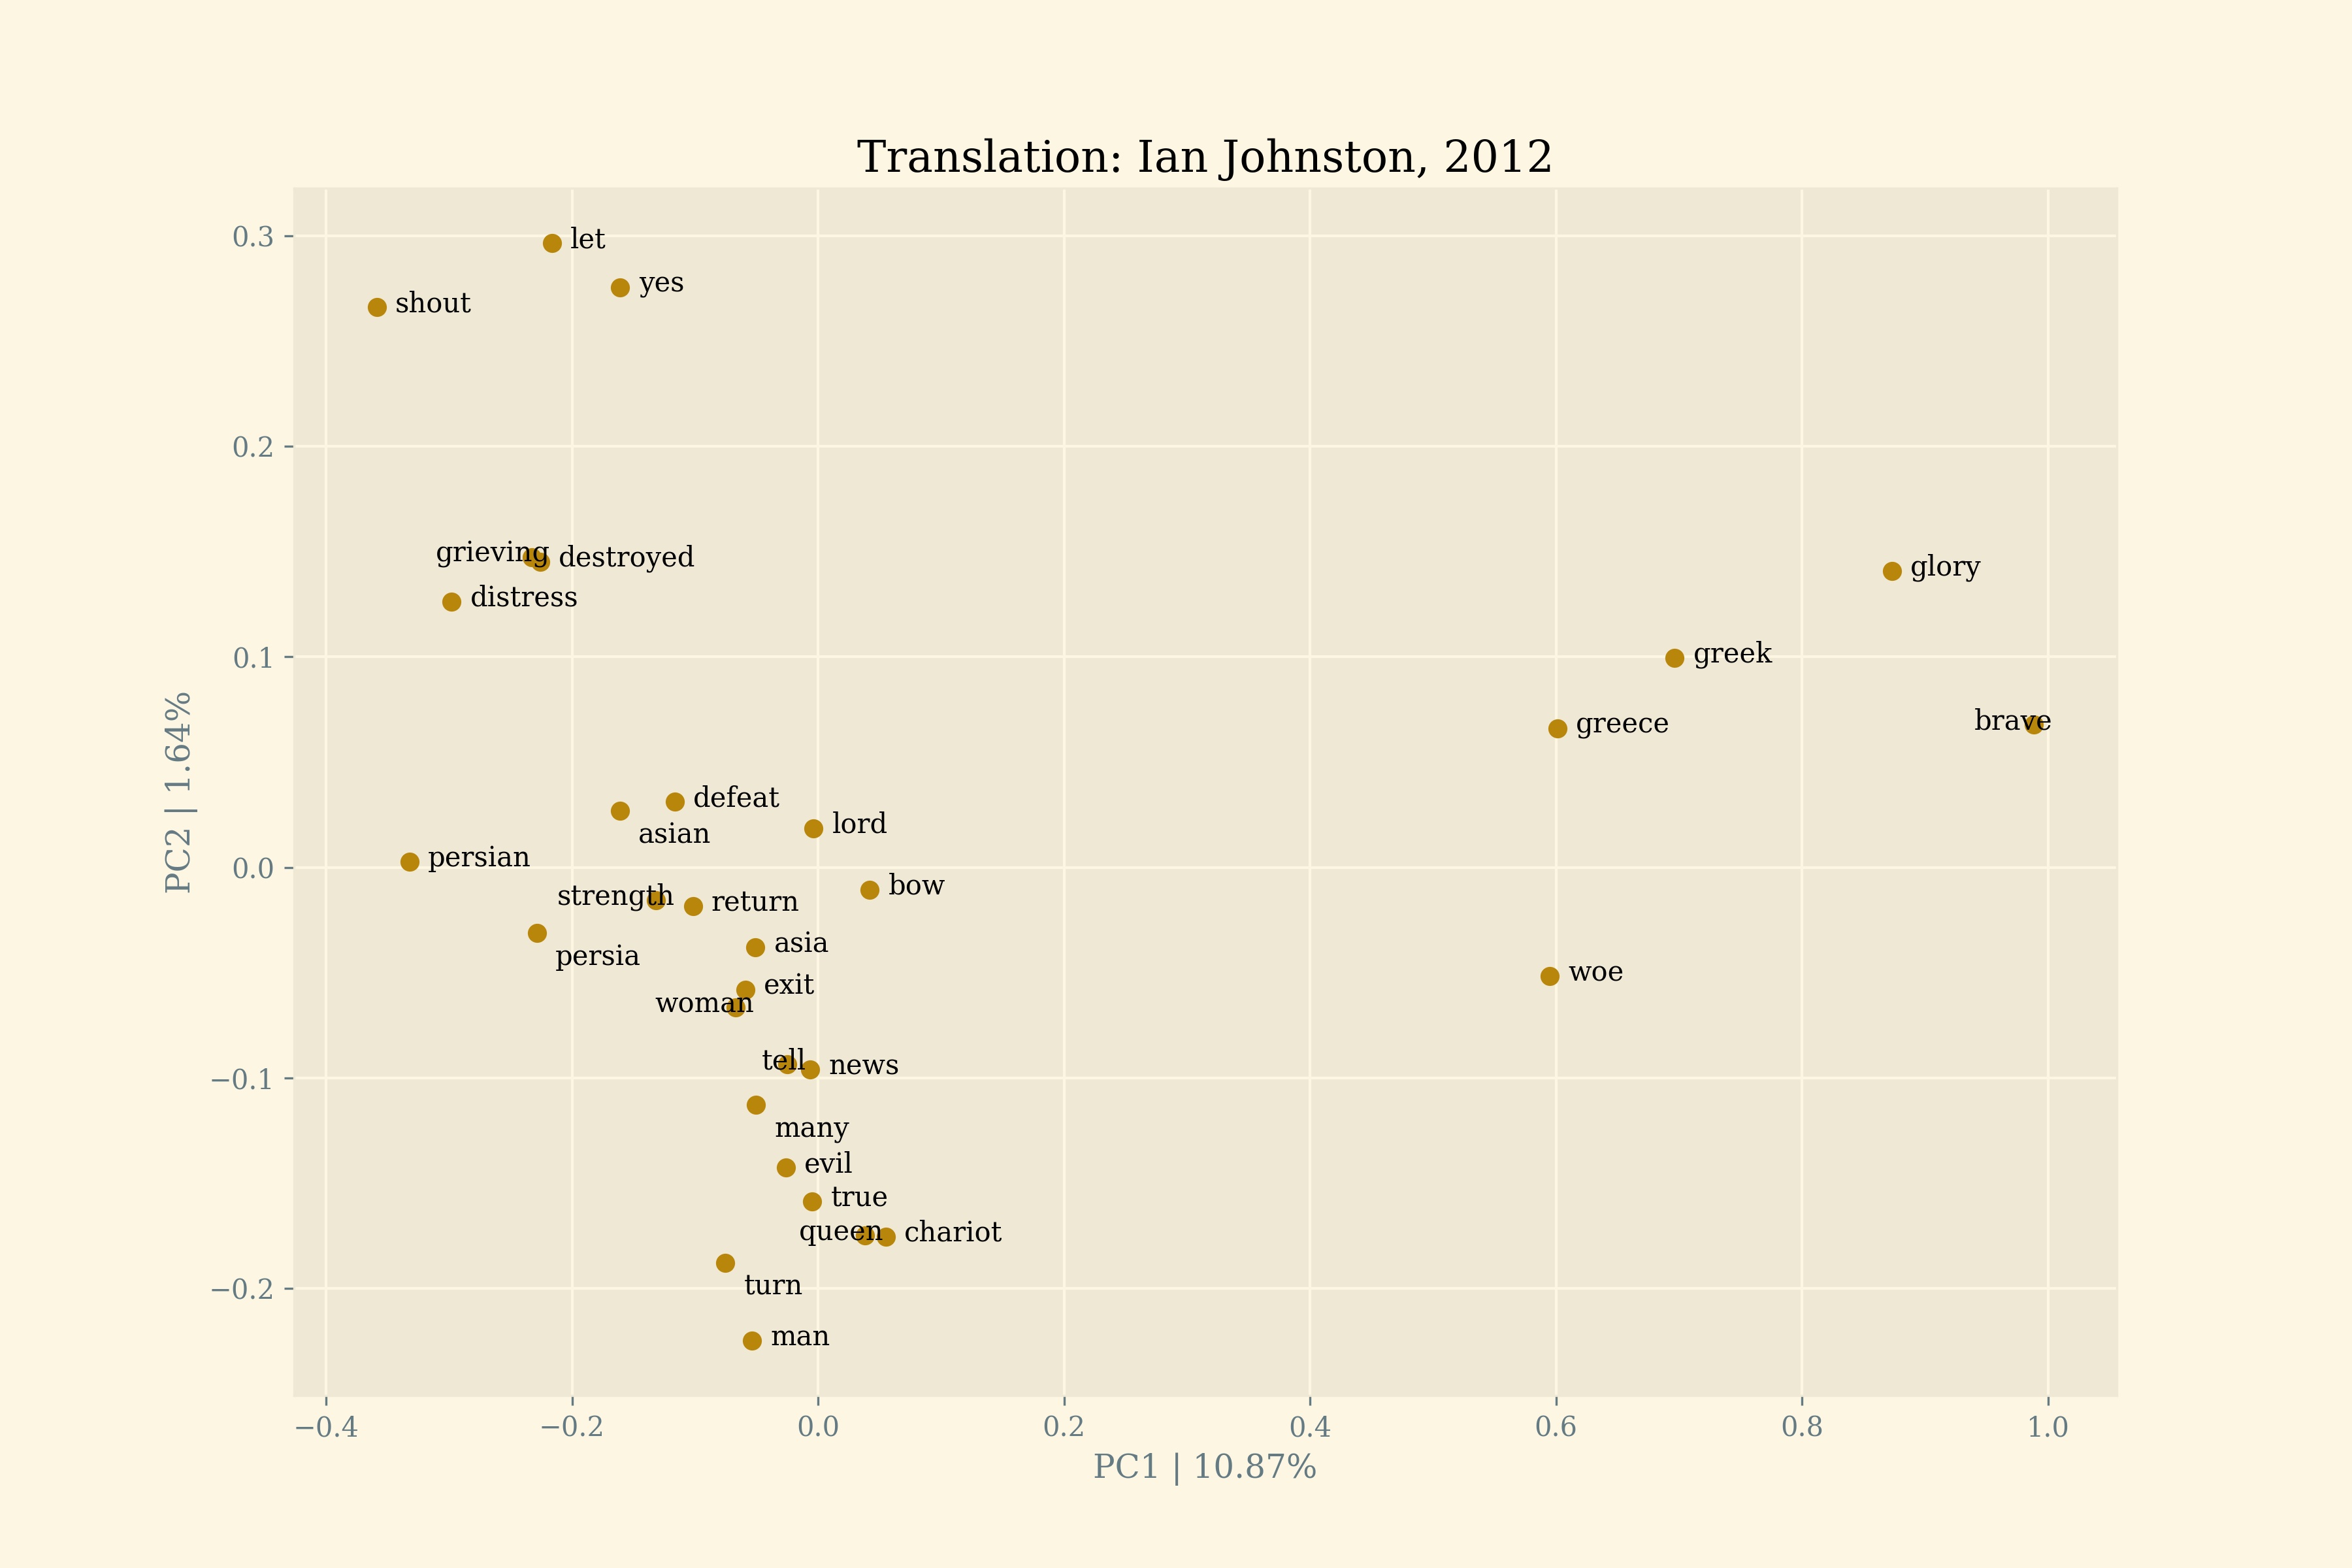 Translation: Ian Johnston, 2012
0.3
let
yes
shout
0.2
grieving
destroyed
distress
glory
0.1
greek
greece
brave
defeat
lord
asian
0.0
persian
bow
strength
return
asia
persia
woe
exit
woman
tell
news
−0.1
many
evil
true
queen
chariot
turn
−0.2
man
−0.4 −0.2 0.0 0.2 0.4 0.6 0.8 1.0
PC1 | 10.87%
PC2 | 1.64%